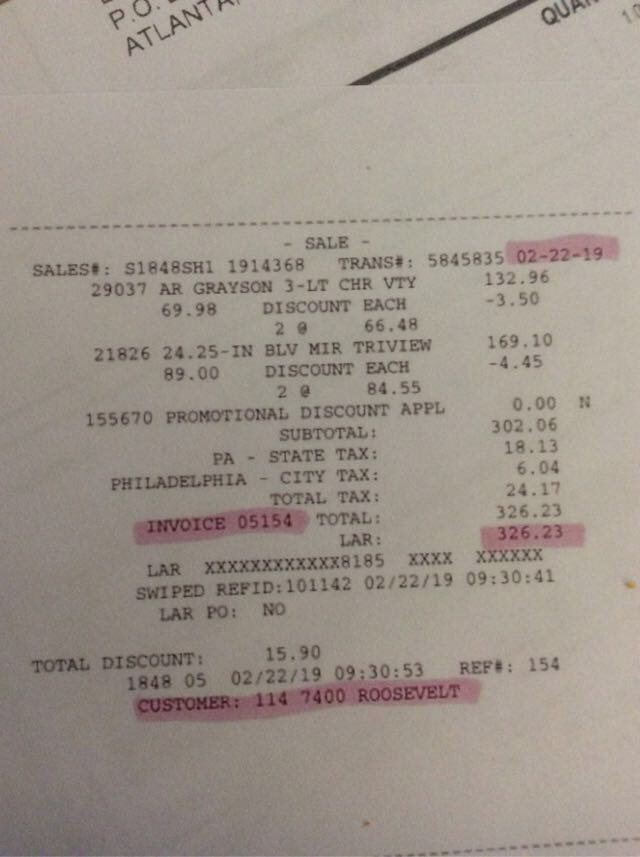 P.O.
ATLANTA
QUAN
- SALE -
SALES#: S1848SH1 1914368 TRANS#: 5845835 02-22-19
29037 AR GRAYSON 3-LT CHR VTY 132.96
69.98 DISCOUNT EACH -3.50
2 @ 66.48
21826 24.25-IN BLV MIR TRIVIEW 169.10
89.00 DISCOUNT EACH -4.45
2 @ 84.55
155670 PROMOTIONAL DISCOUNT APPL 0.00 N
SUBTOTAL: 302.06
PA - STATE TAX: 18.13
PHILADELPHIA - CITY TAX: 6.04
TOTAL TAX: 24.17
INVOICE 05154 TOTAL: 326.23
LAR: 326.23
LAR XXXXXXXXXXXX8185 XXXX XXXXXX
SWIPED REFID:101142 02/22/19 09:30:41
LAR PO: NO
TOTAL DISCOUNT: 15.90
1848 05 02/22/19 09:30:53 REF#: 154
CUSTOMER: 114 7400 ROOSEVELT